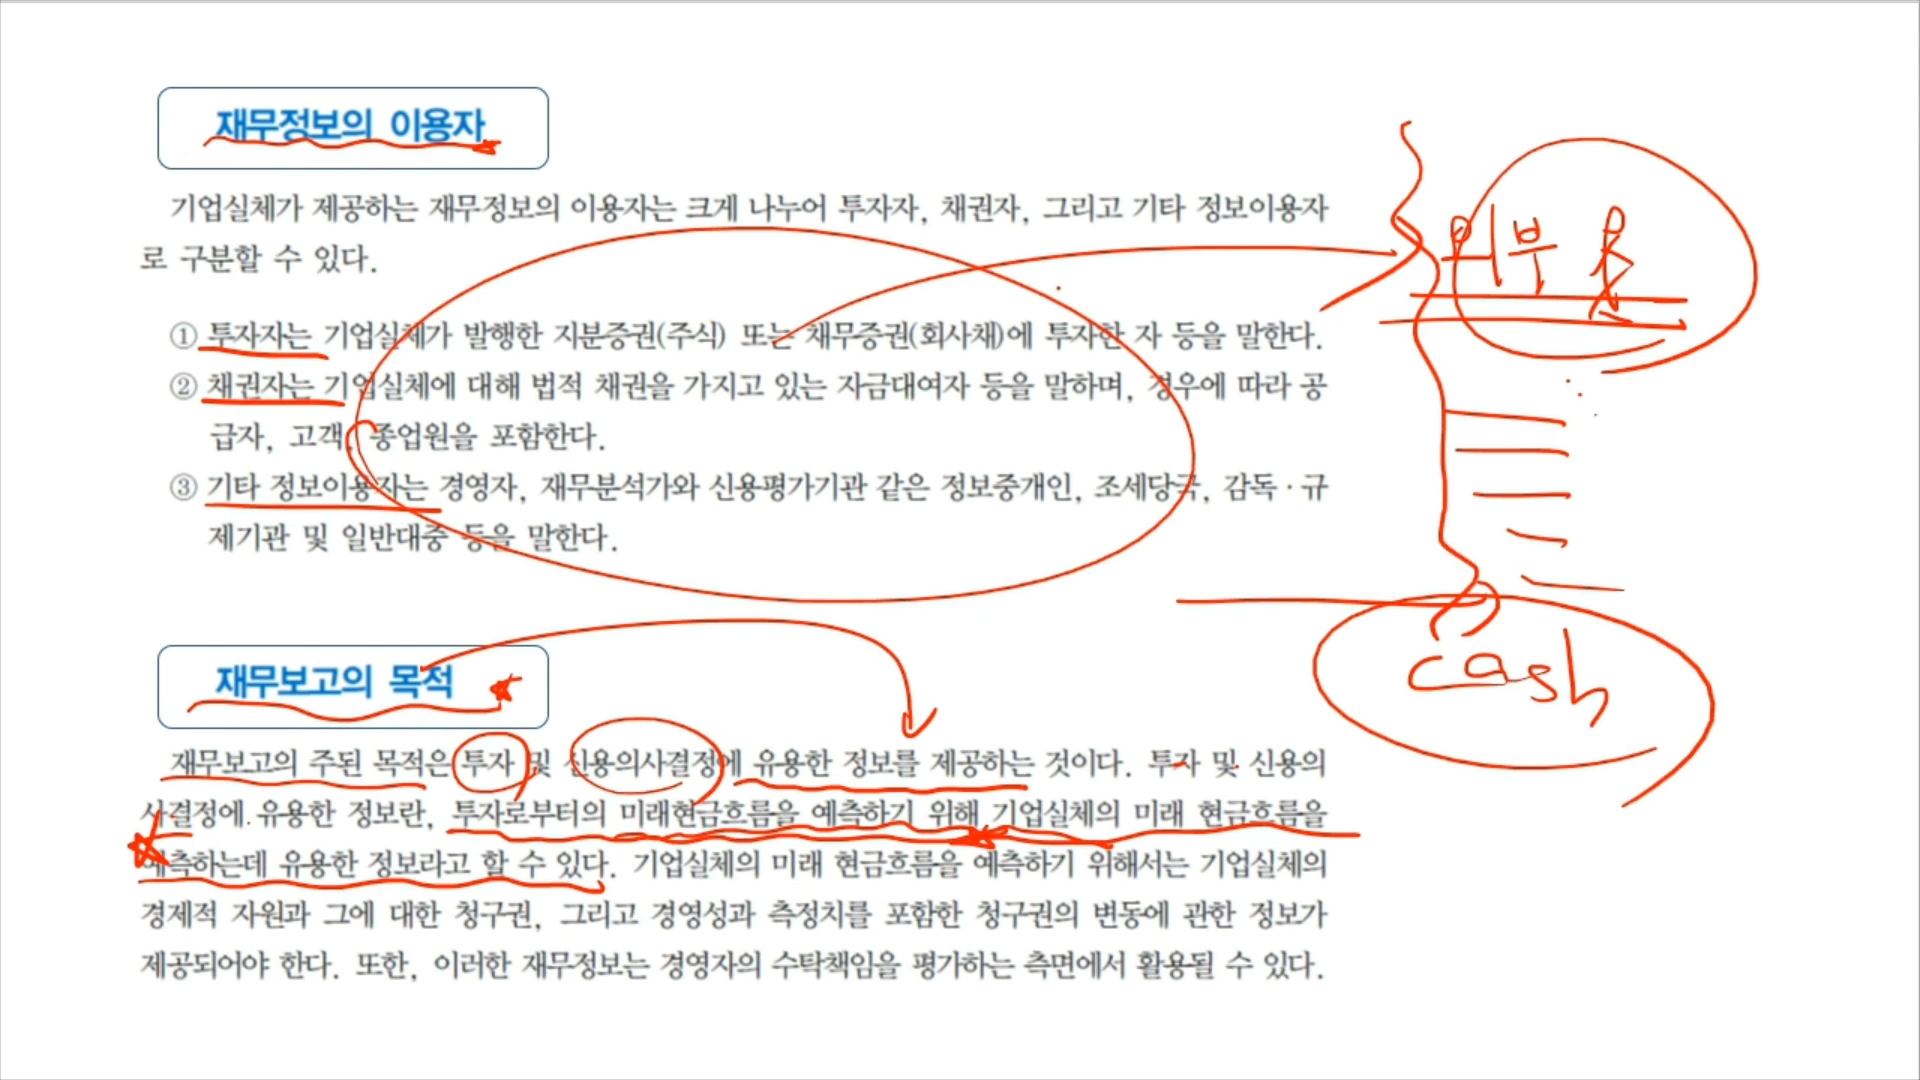 재무정보의 이용자
기업실체가 제공하는 재무정보의 이용자는 크게 나누어 투자자, 채권자, 그리고 기타 정보이용자
로 구분할 수 있다.
① 투자자는 기업실체가 발행한 지분증권(주식) 또는 채무증권(회사채)에 투자한 자 등을 말한다.
② 채권자는 기업실체에 대해 법적 채권을 가지고 있는 자금대여자 등을 말하며, 경우에 따라 공
급자, 고객, 종업원을 포함한다.
③ 기타 정보이용자는 경영자, 재무분석가와 신용평가기관 같은 정보중개인, 조세당국, 감독·규
제기관 및 일반대중 등을 말한다.
외부
cash
재무보고의 목적
재무보고의 주된 목적은 투자 및 신용의사결정에 유용한 정보를 제공하는 것이다. 투자 및 신용의
사결정에 유용한 정보란, 투자로부터의 미래현금흐름을 예측하기 위해 기업실체의 미래 현금흐름을
예측하는데 유용한 정보라고 할 수 있다. 기업실체의 미래 현금흐름을 예측하기 위해서는 기업실체의
경제적 자원과 그에 대한 청구권, 그리고 경영성과 측정치를 포함한 청구권의 변동에 관한 정보가
제공되어야 한다. 또한, 이러한 재무정보는 경영자의 수탁책임을 평가하는 측면에서 활용될 수 있다.